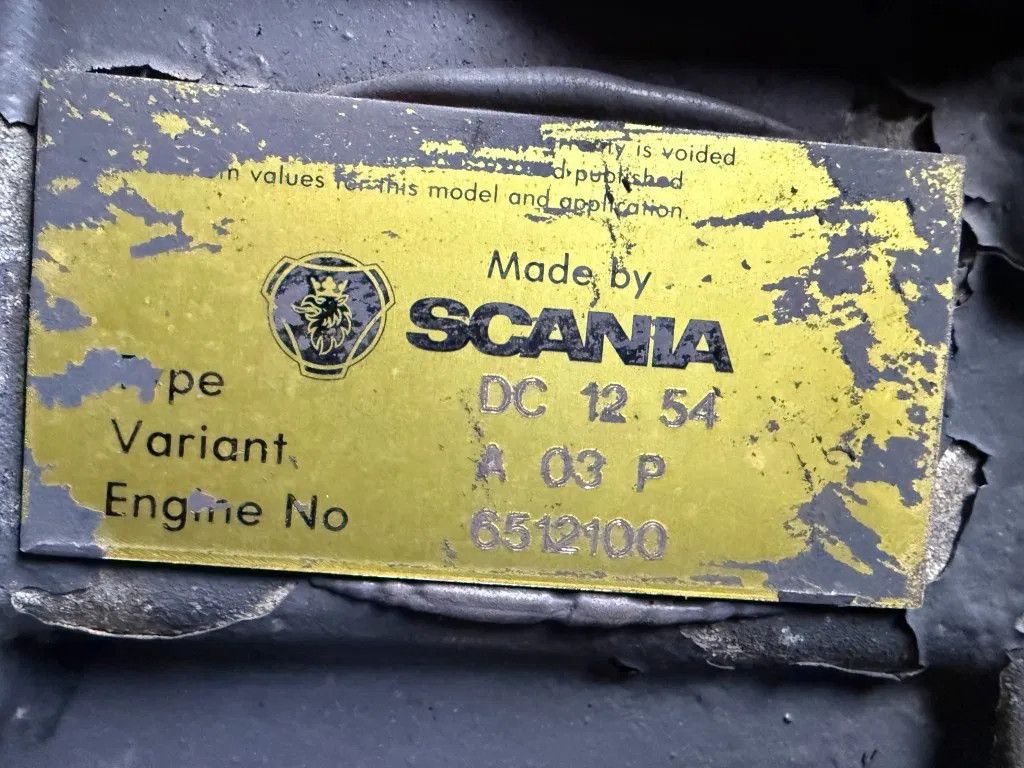 is voided
published
values for this model and application
Made by
SCANIA
Type DC 12 54
Variant A 03 P
Engine No 6512100